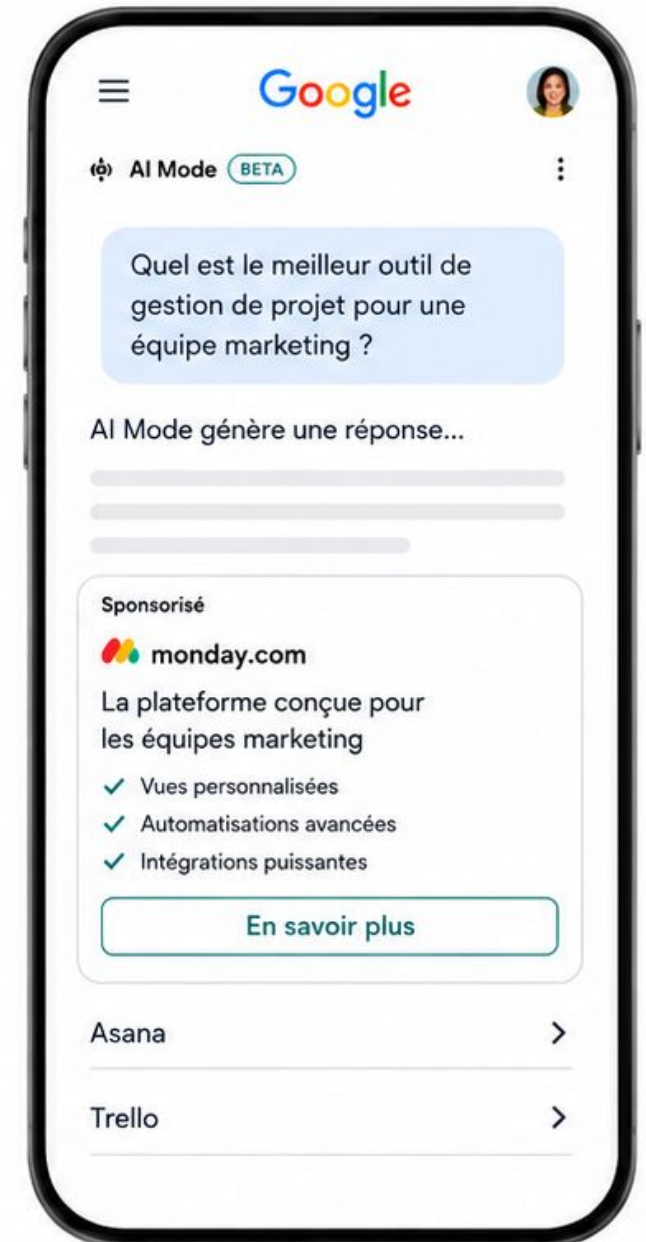 Google
AI Mode BETA
Quel est le meilleur outil de
gestion de projet pour une
équipe marketing ?
AI Mode génère une réponse...
Sponsorisé
monday.com
La plateforme conçue pour
les équipes marketing
Vues personnalisées
Automatisations avancées
Intégrations puissantes
En savoir plus
Asana
Trello